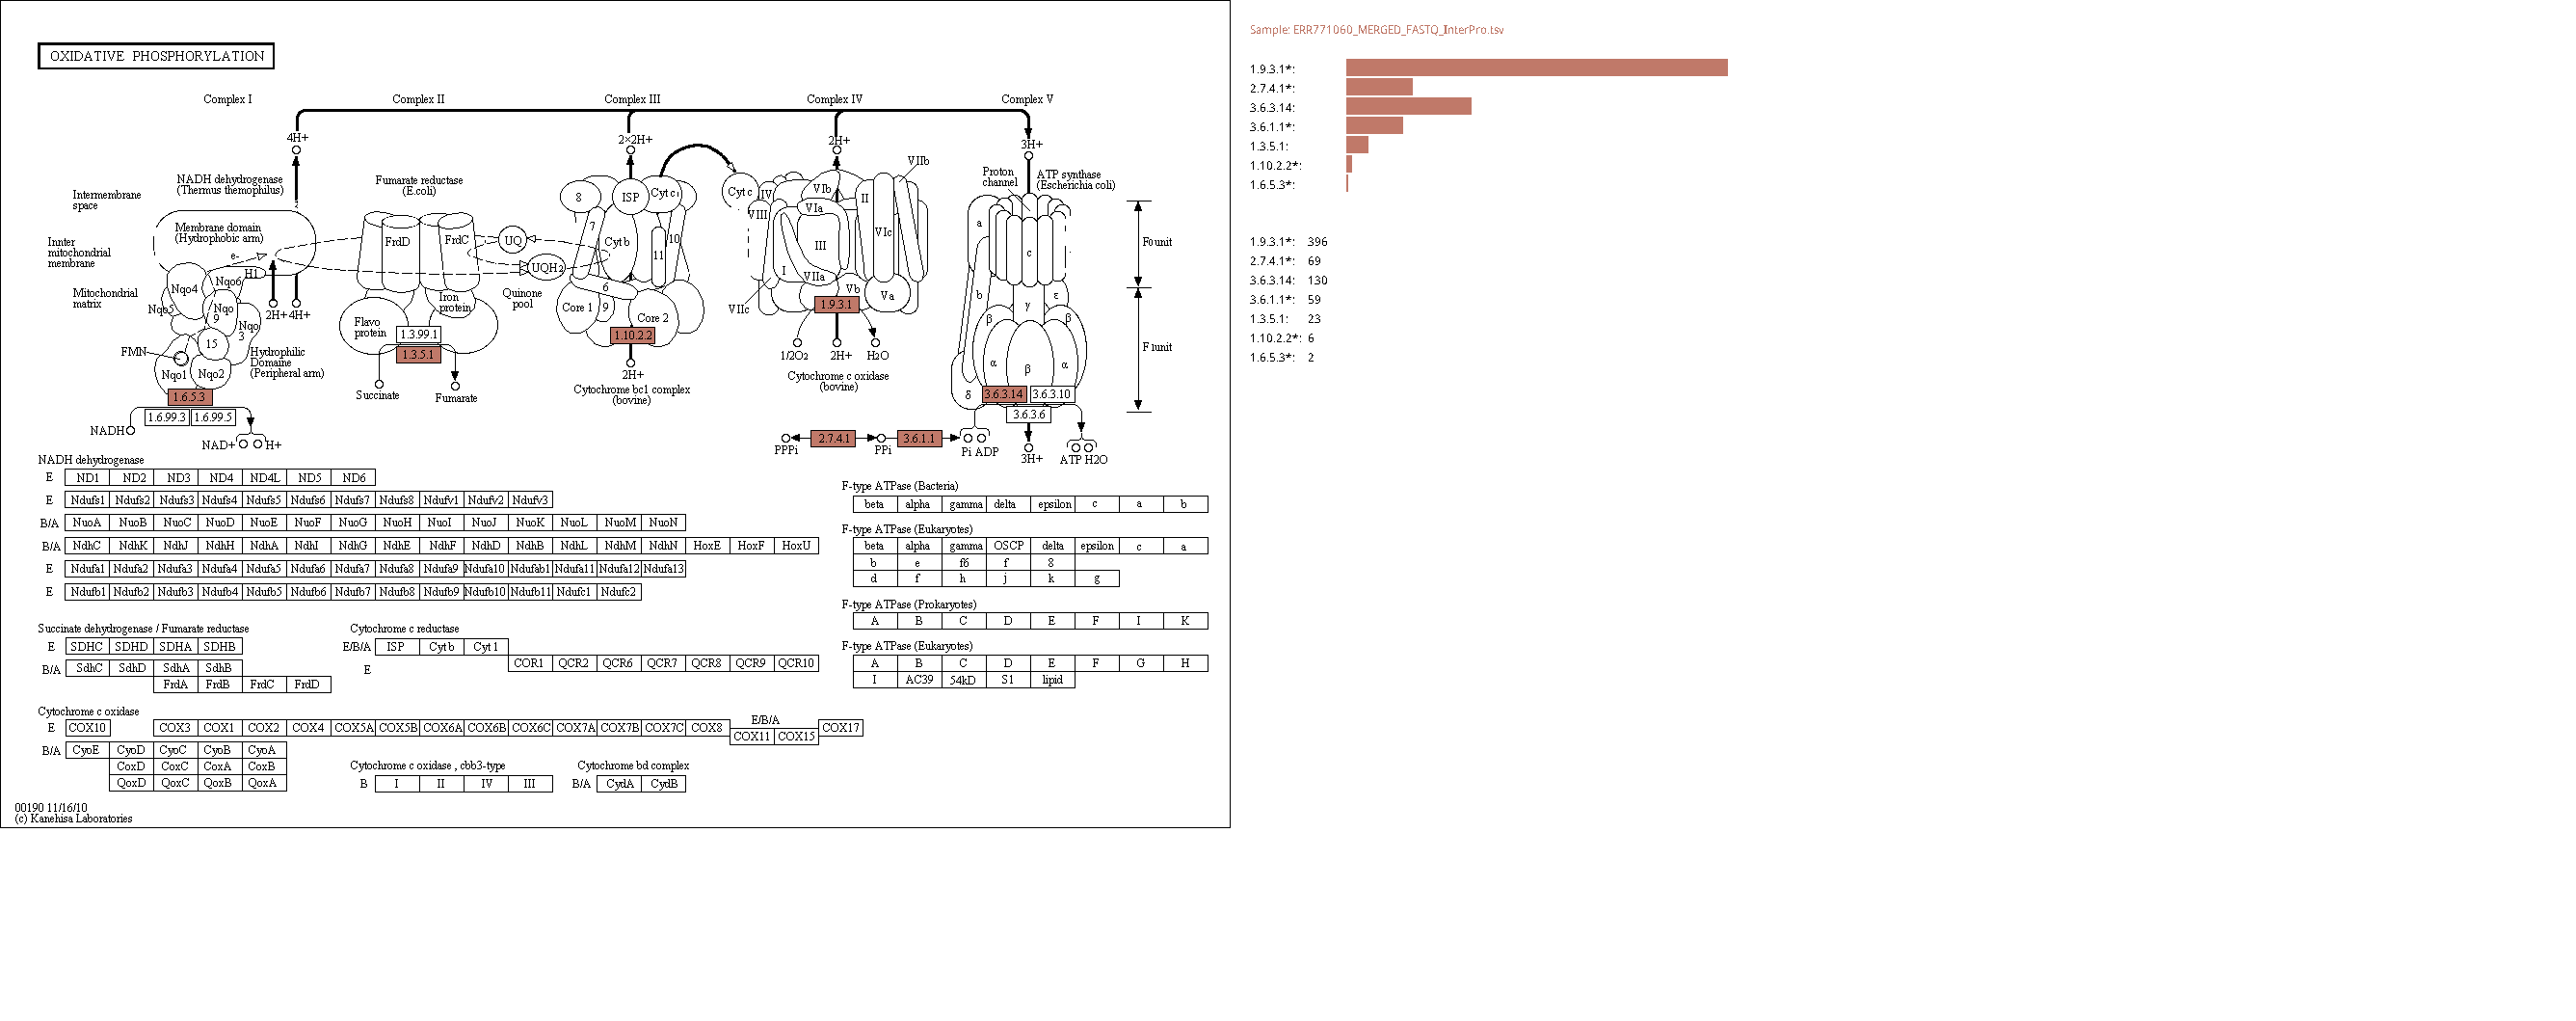 OXIDATIVE PHOSPHORYLATION
Complex I Complex II Complex III Complex IV Complex V
4H+ 2×2H+ 2H+ 3H+
NADH dehydrogenase
(Thermus themophilus)
Fumarate reductase
(E.coli)
Proton
channel
ATP synthase
(Escherichia coli)
Intermembrane
space
Innter
mitochondrial
membrane
Mitochondrial
matrix
Membrane domain
(Hydrophobic arm)
e-
H1
Nqo4 Nqo6
Nqo5
Nqo
9
Nqo
3
15
FMN
Nqo1 Nqo2
2H+ 4H+
Hydrophilic
Domaine
(Peripheral arm)
1.6.5.3
1.6.99.3 1.6.99.5
NADH
NAD+ H+
FrdD FrdC
Flavo
protein
Iron
protein
1.3.99.1
1.3.5.1
Succinate Fumarate
UQ
UQH2
Quinone
pool
8 ISP Cyt c1
7 Cyt b 10
11
6
Core 1 9 Core 2
1.10.2.2
2H+
Cytochrome bc1 complex
(bovine)
Cyt c
IV VIb VIIb
VIII VIa II
III VIc
I VIIa
VIIc Vb Va
1.9.3.1
1/2O2 2H+ H2O
Cytochrome c oxidase
(bovine)
a
c
b γ ε
β β
α β α
δ
F0unit
F1unit
3.6.3.14 3.6.3.10
3.6.3.6
PPPi 2.7.4.1 PPi 3.6.1.1 Pi ADP
3H+
ATP H2O
NADH dehydrogenase
E ND1 ND2 ND3 ND4 ND4L ND5 ND6
E Ndufs1 Ndufs2 Ndufs3 Ndufs4 Ndufs5 Ndufs6 Ndufs7 Ndufs8 Ndufv1 Ndufv2 Ndufv3
B/A NuoA NuoB NuoC NuoD NuoE NuoF NuoG NuoH NuoI NuoJ NuoK NuoL NuoM NuoN
B/A NdhC NdhK NdhJ NdhH NdhA NdhI NdhG NdhE NdhF NdhD NdhB NdhL NdhM NdhN HoxE HoxF HoxU
E Ndufa1 Ndufa2 Ndufa3 Ndufa4 Ndufa5 Ndufa6 Ndufa7 Ndufa8 Ndufa9 Ndufa10 Ndufab1 Ndufa11 Ndufa12 Ndufa13
E Ndufb1 Ndufb2 Ndufb3 Ndufb4 Ndufb5 Ndufb6 Ndufb7 Ndufb8 Ndufb9 Ndufb10 Ndufb11 Ndufc1 Ndufc2
Succinate dehydrogenase / Fumarate reductase
E SDHC SDHD SDHA SDHB
B/A SdhC SdhD SdhA SdhB
FrdA FrdB FrdC FrdD
Cytochrome c reductase
E/B/A ISP Cyt b Cyt 1
E COR1 QCR2 QCR6 QCR7 QCR8 QCR9 QCR10
Cytochrome c oxidase
E COX10 COX3 COX1 COX2 COX4 COX5A COX5B COX6A COX6B COX6C COX7A COX7B COX7C COX8
E/B/A
COX11 COX15
COX17
B/A CyoE CyoD CyoC CyoB CyoA
CoxD CoxC CoxA CoxB
QoxD QoxC QoxB QoxA
Cytochrome c oxidase , cbb3-type
B I II IV III
Cytochrome bd complex
B/A CydA CydB
F-type ATPase (Bacteria)
beta alpha gamma delta epsilon c a b
F-type ATPase (Eukaryotes)
beta alpha gamma OSCP delta epsilon c a
b e f6 f 8
d f h j k g
F-type ATPase (Prokaryotes)
A B C D E F I K
F-type ATPase (Eukaryotes)
A B C D E F G H
I AC39 54kD S1 lipid
00190 11/16/10
(c) Kanehisa Laboratories
Sample: ERR771060_MERGED_FASTQ_InterPro.tsv
1.9.3.1*:
2.7.4.1*:
3.6.3.14:
3.6.1.1*:
1.3.5.1:
1.10.2.2*:
1.6.5.3*:
1.9.3.1*: 396
2.7.4.1*: 69
3.6.3.14: 130
3.6.1.1*: 59
1.3.5.1: 23
1.10.2.2*: 6
1.6.5.3*: 2